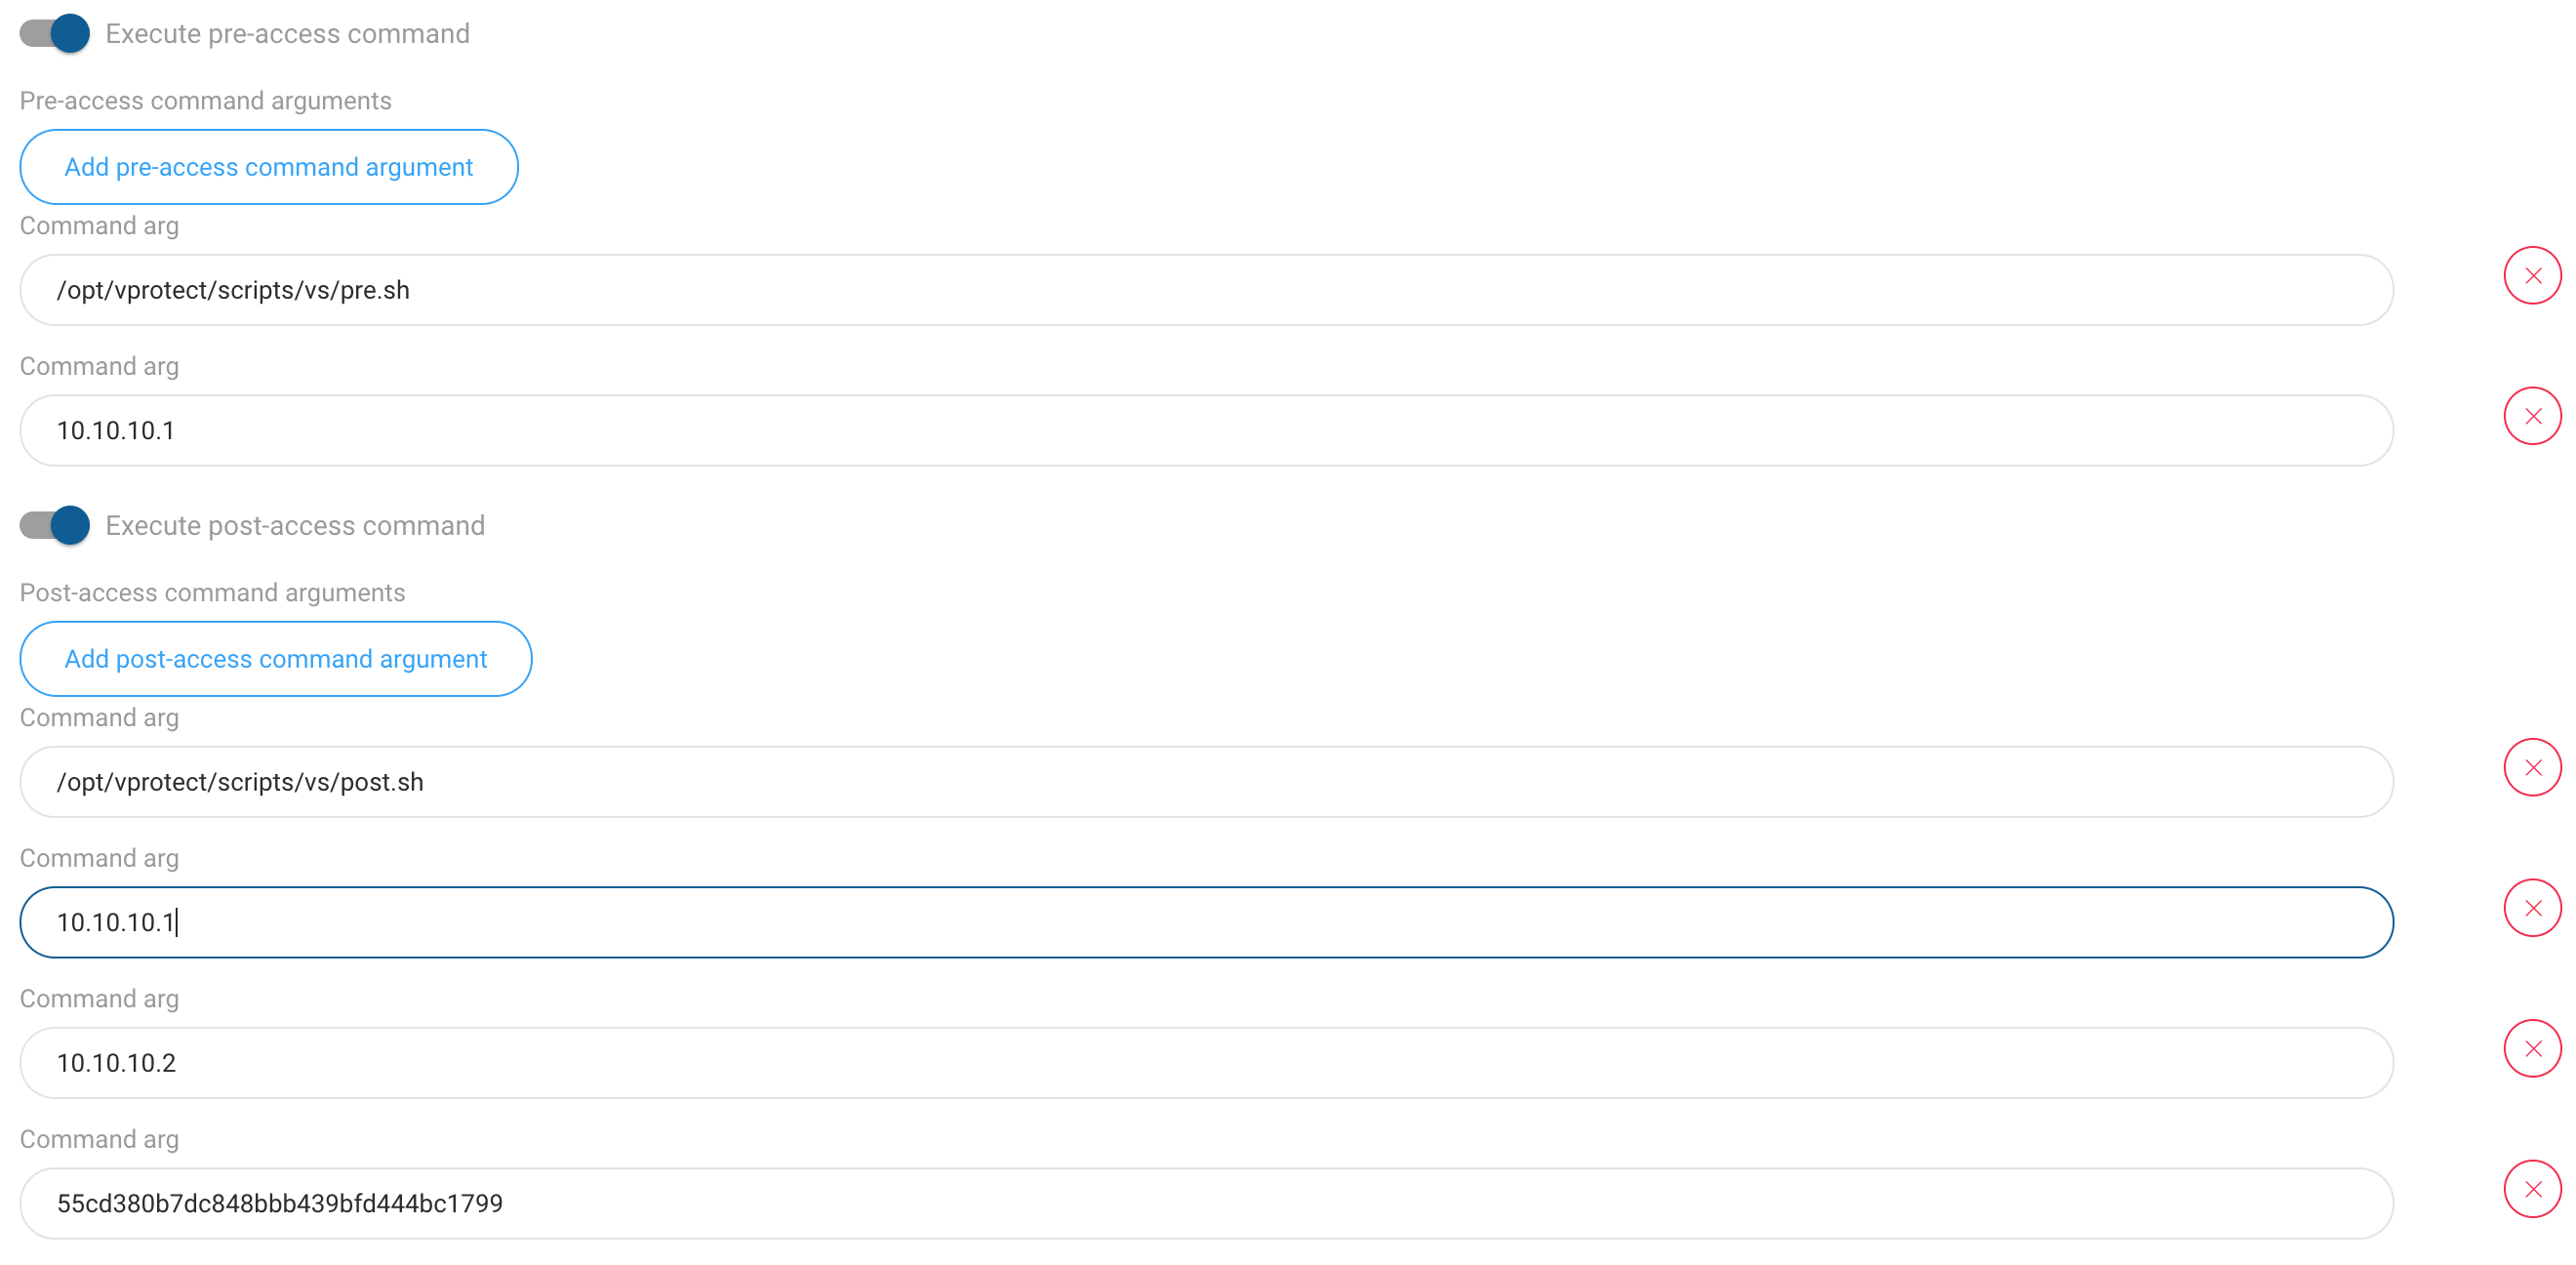 Execute pre-access command
Pre-access command arguments
Add pre-access command argument
Command arg
/opt/vprotect/scripts/vs/pre.sh
Command arg
10.10.10.1
Execute post-access command
Post-access command arguments
Add post-access command argument
Command arg
/opt/vprotect/scripts/vs/post.sh
Command arg
10.10.10.1
Command arg
10.10.10.2
Command arg
55cd380b7dc848bbb439bfd444bc1799